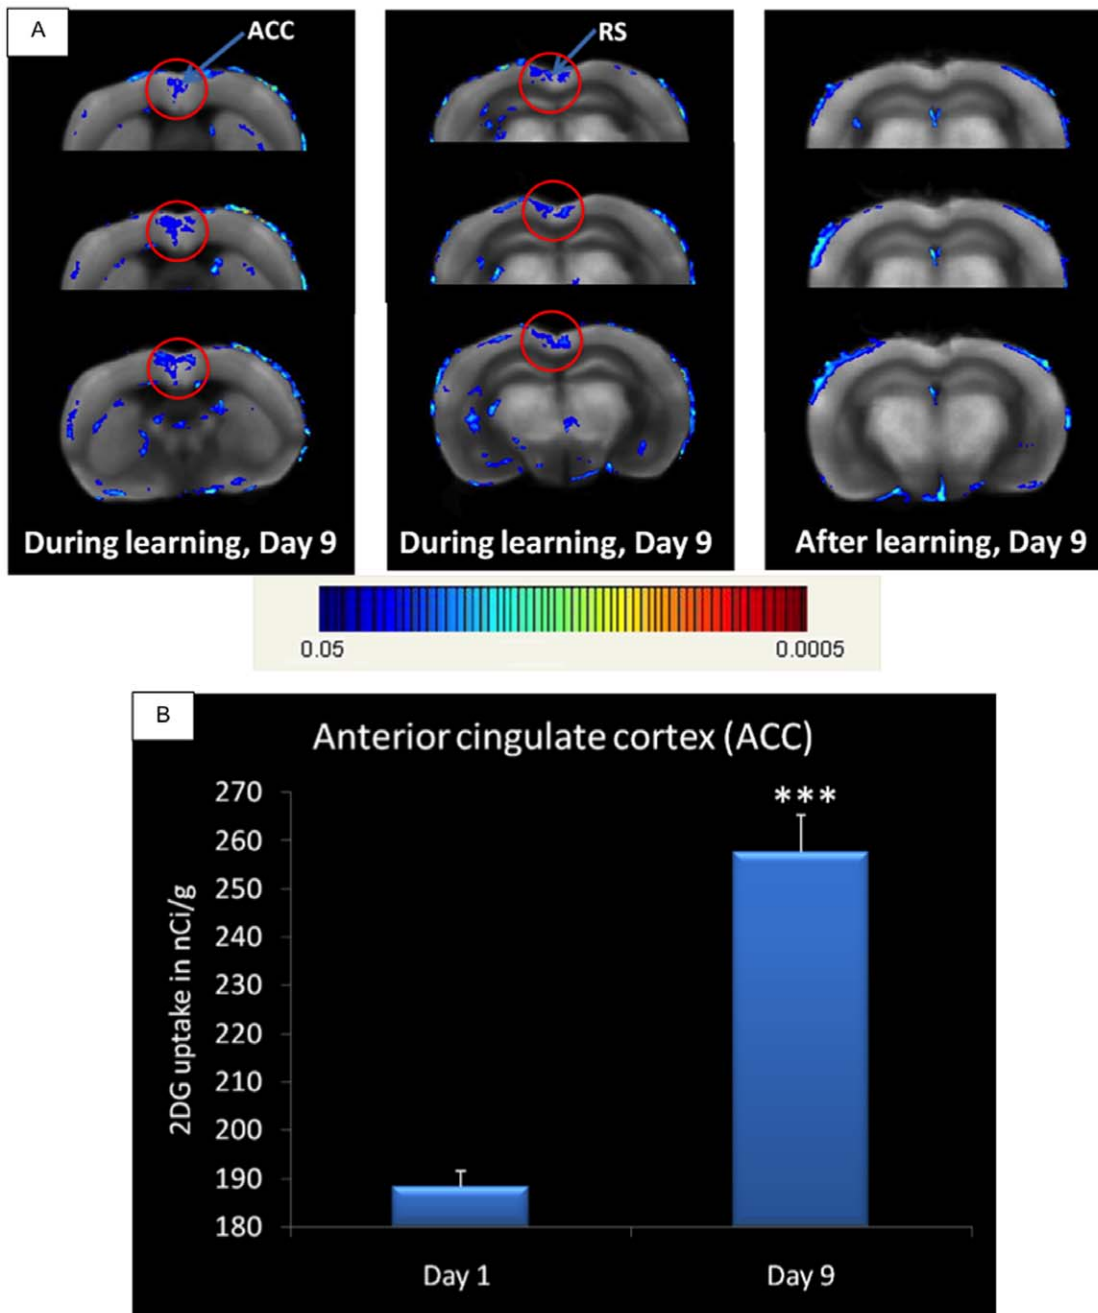 A
ACC
RS
During learning, Day 9
During learning, Day 9
After learning, Day 9
0.05
0.0005
B
Anterior cingulate cortex (ACC)
2DG uptake in nCi/g
270
260
250
240
230
220
210
200
190
180
***
Day 1
Day 9